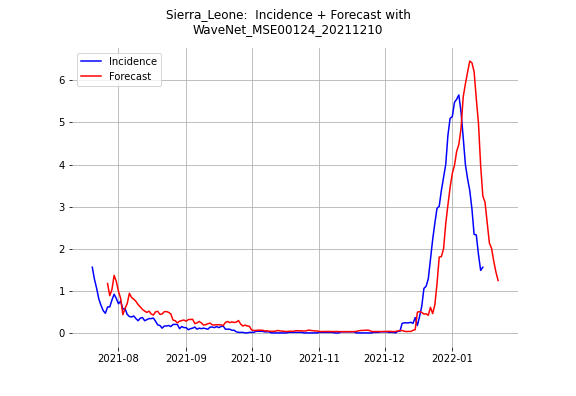 Sierra_Leone:  Incidence + Forecast with
WaveNet_MSE00124_20211210
Incidence
Forecast
6
5
4
3
2
1
0
2021-08 2021-09 2021-10 2021-11 2021-12 2022-01